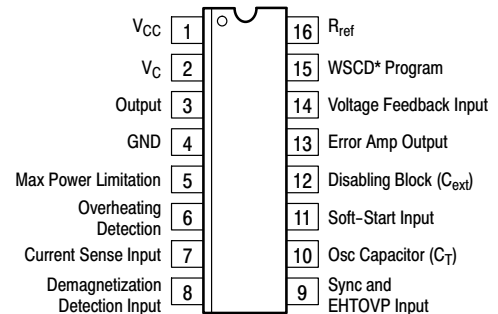 VCC 1
VC 2
Output 3
GND 4
Max Power Limitation 5
Overheating
Detection 6
Current Sense Input 7
Demagnetization
Detection Input 8
16 Rref
15 WSCD* Program
14 Voltage Feedback Input
13 Error Amp Output
12 Disabling Block (Cext)
11 Soft-Start Input
10 Osc Capacitor (CT)
9 Sync and
EHTOVP Input